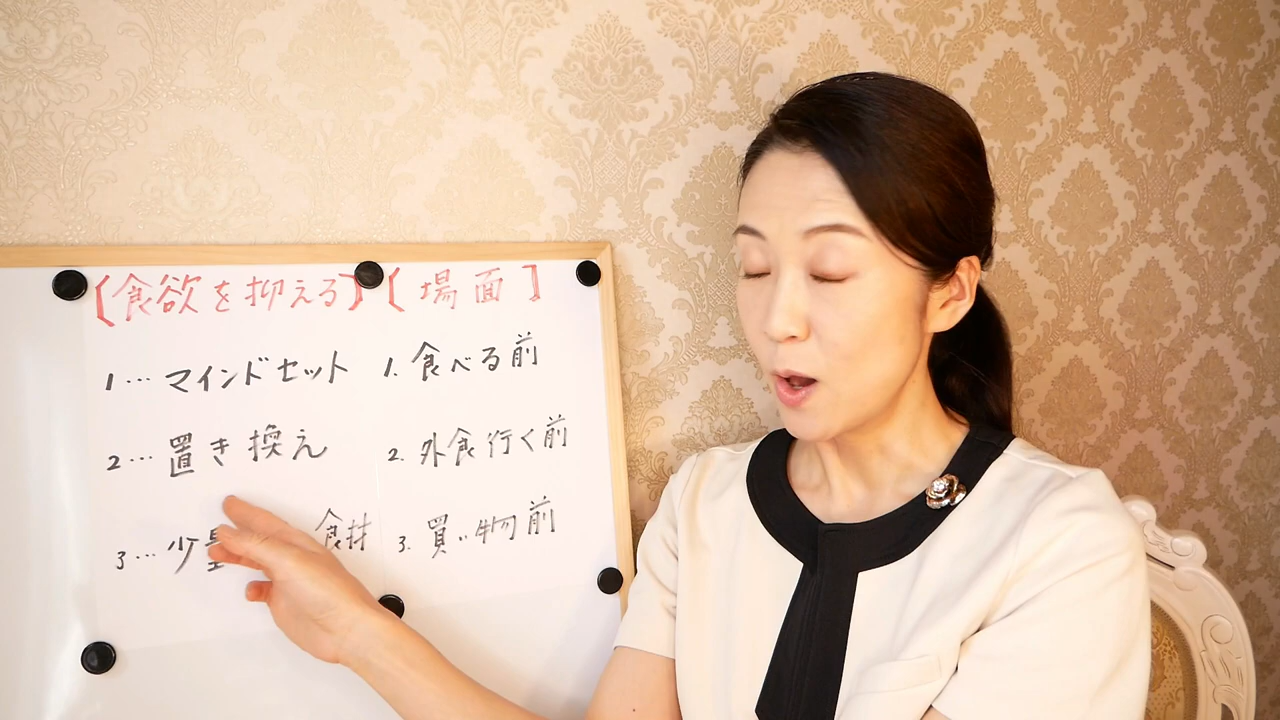 【食欲を抑える】【場面】
1…マインドセット
2…置き換え
3…少量 食材
1.食べる前
2.外食行く前
3.買い物前